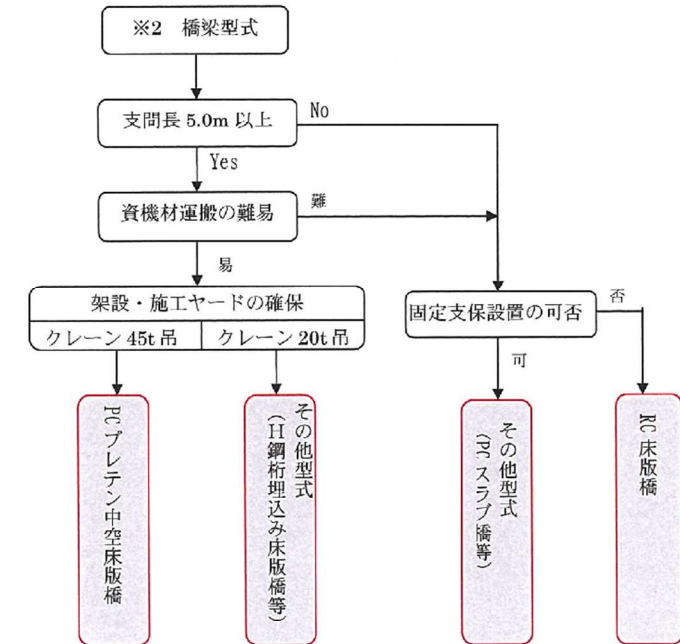 ※2 橋梁型式
支間長 5.0m 以上
No
Yes
資機材運搬の難易
難
易
架設・施工ヤードの確保
クレーン 45t 吊
クレーン 20t 吊
固定支保設置の可否
否
可
PC プレテン中空床版橋
その他型式
（H鋼桁埋込み床版橋等）
その他型式
（PC スラブ橋等）
RC 床版橋